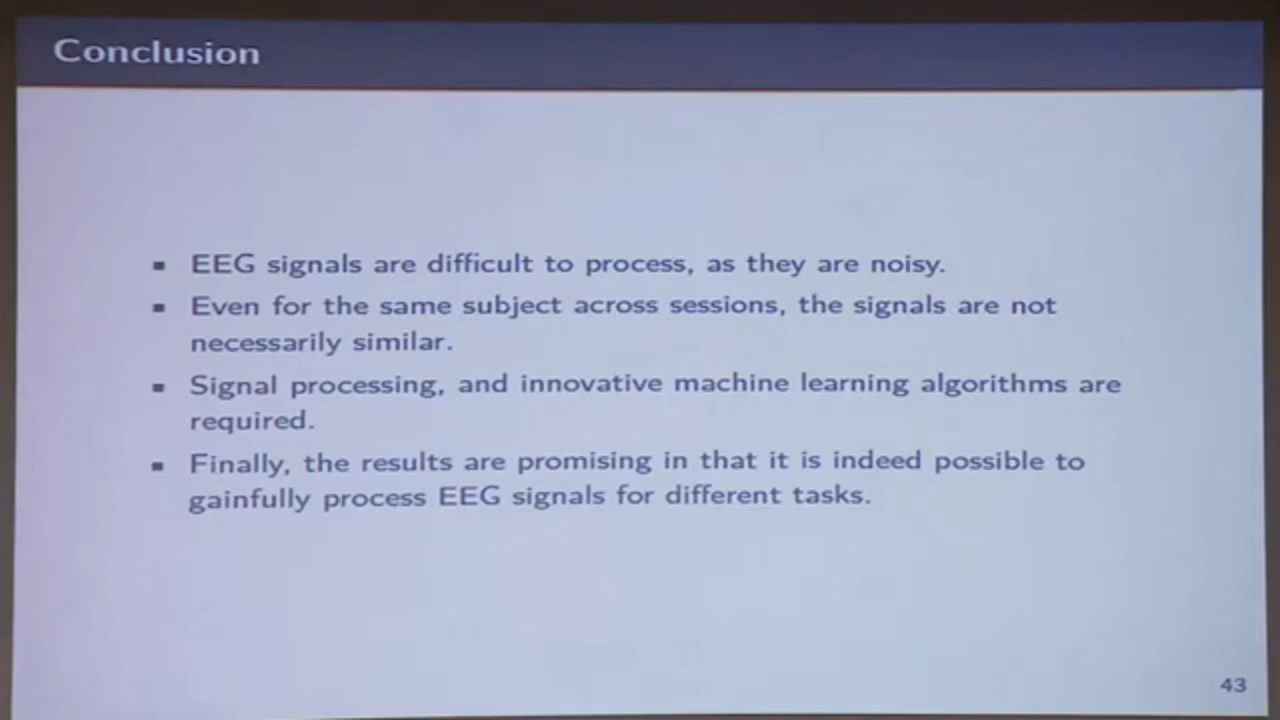 Conclusion
▪ EEG signals are difficult to process, as they are noisy.
▪ Even for the same subject across sessions, the signals are not
necessarily similar.
▪ Signal processing, and innovative machine learning algorithms are
required.
▪ Finally, the results are promising in that it is indeed possible to
gainfully process EEG signals for different tasks.
43